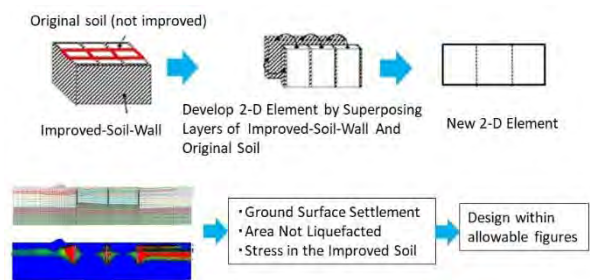 Original soil (not improved)
Improved-Soil-Wall
Develop 2-D Element by Superposing
Layers of Improved-Soil-Wall And
Original Soil
New 2-D Element
・Ground Surface Settlement
・Area Not Liquefacted
・Stress in the Improved Soil
Design within
allowable figures